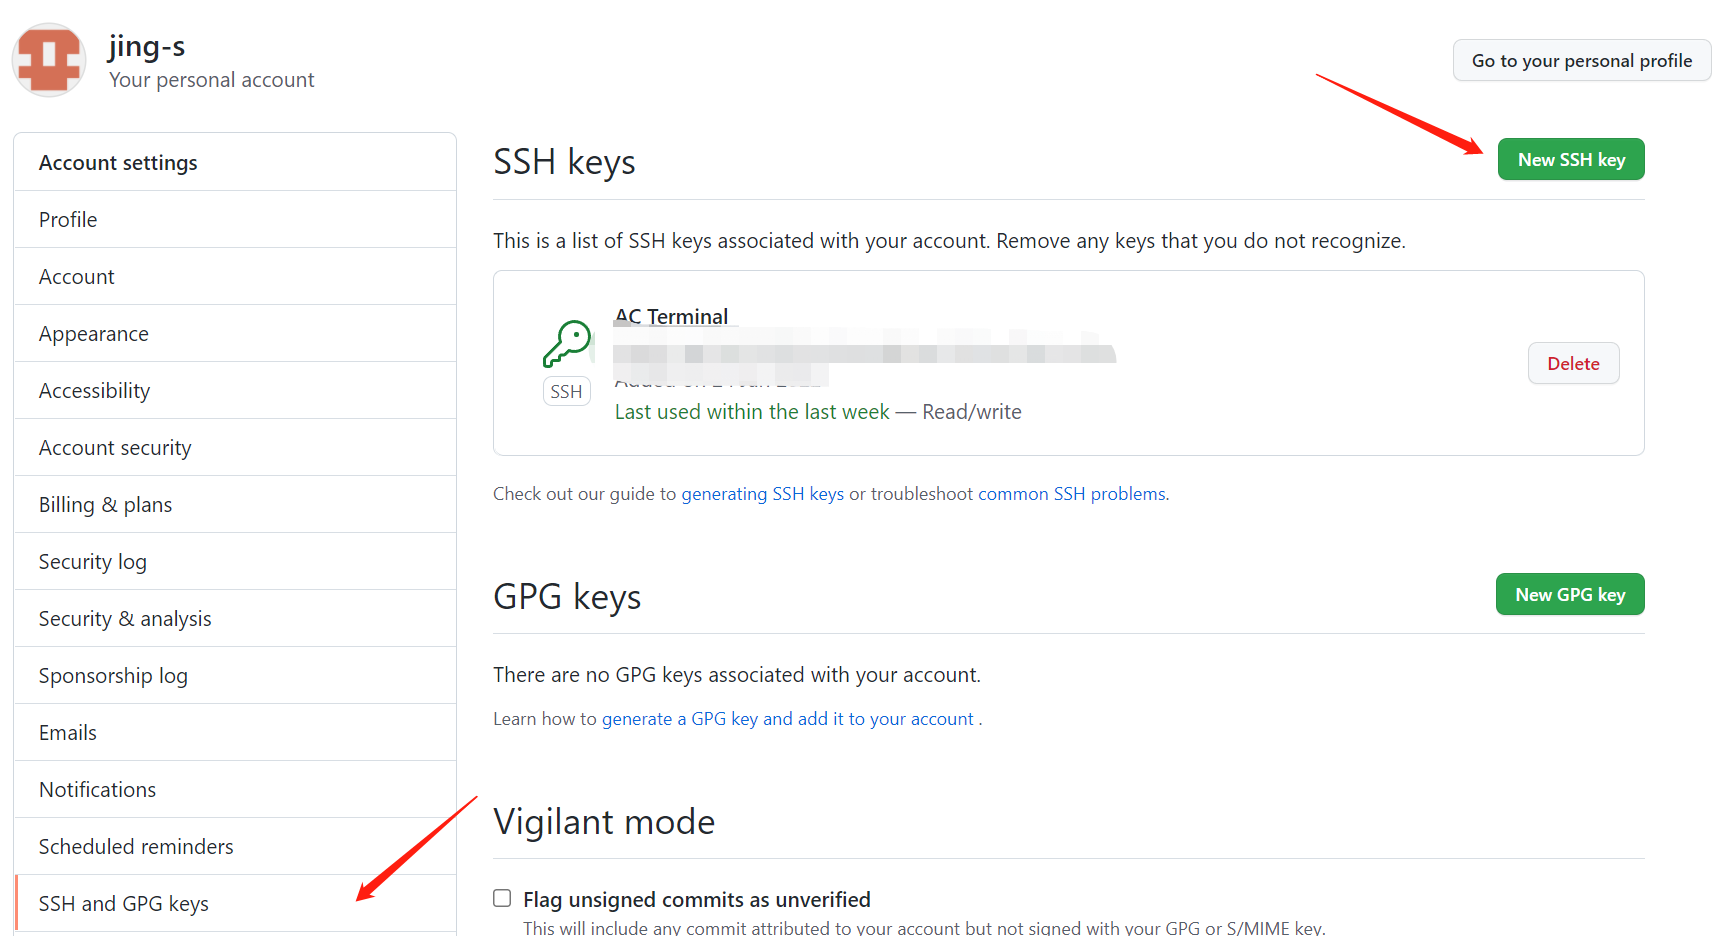 jing-s
Your personal account
Go to your personal profile
Account settings
Profile
Account
Appearance
Accessibility
Account security
Billing & plans
Security log
Security & analysis
Sponsorship log
Emails
Notifications
Scheduled reminders
SSH and GPG keys
SSH keys
New SSH key
This is a list of SSH keys associated with your account. Remove any keys that you do not recognize.
AC Terminal
SSH
Last used within the last week — Read/write
Delete
Check out our guide to generating SSH keys or troubleshoot common SSH problems.
GPG keys
New GPG key
There are no GPG keys associated with your account.
Learn how to generate a GPG key and add it to your account .
Vigilant mode
Flag unsigned commits as unverified
This will include any commit attributed to your account but not signed with your GPG or S/MIME key.